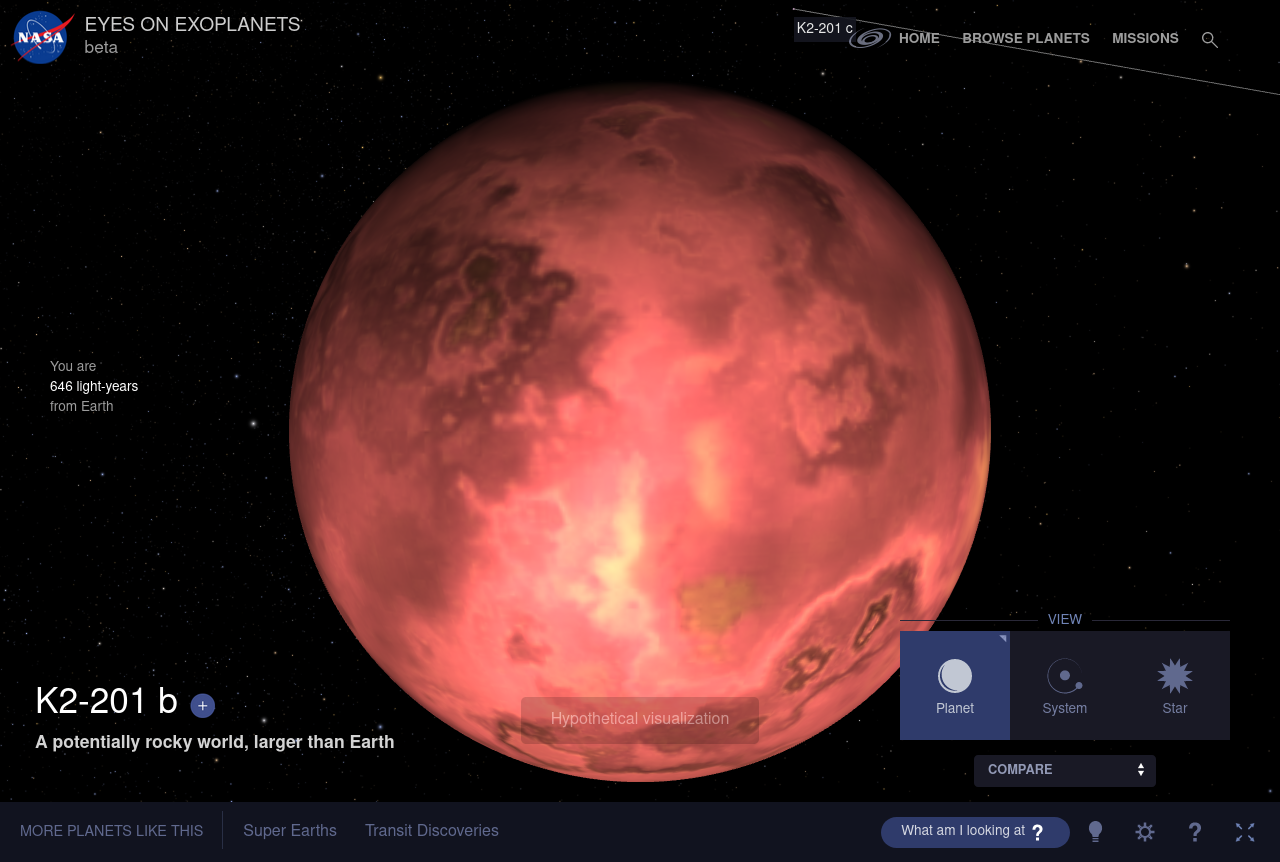 NASA
EYES ON EXOPLANETS
beta
K2-201 c
HOME
BROWSE PLANETS
MISSIONS
You are
646 light-years
from Earth
K2-201 b +
A potentially rocky world, larger than Earth
Hypothetical visualization
VIEW
Planet
System
Star
COMPARE
MORE PLANETS LIKE THIS
Super Earths
Transit Discoveries
What am I looking at ?
?